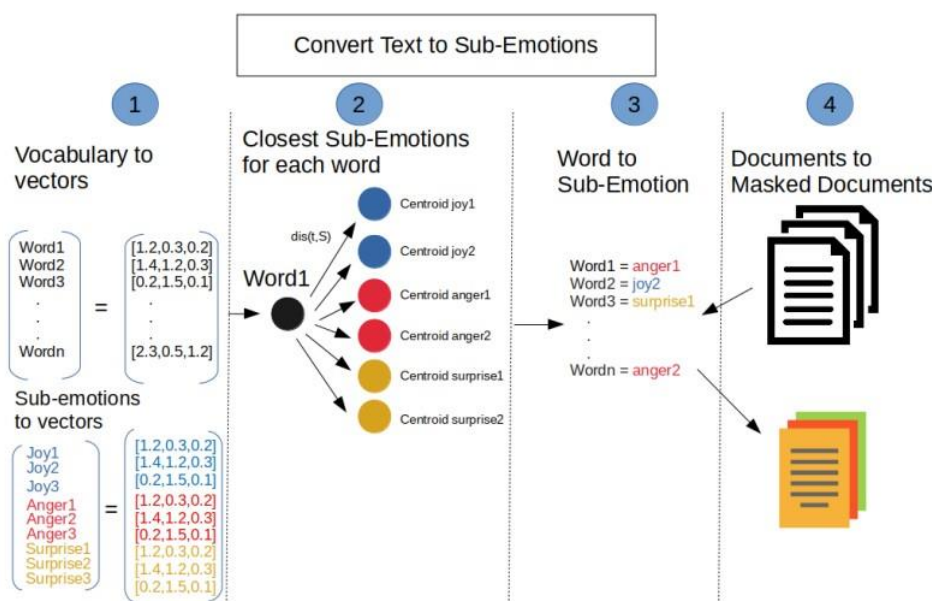 Convert Text to Sub-Emotions
1
Vocabulary to
vectors
Word1
Word2
Word3
.
.
.
Wordn
=
[1.2,0.3,0.2]
[1.4,1.2,0.3]
[0.2,1.5,0.1]
.
.
.
[2.3,0.5,1.2]
Sub-emotions
to vectors
Joy1
Joy2
Joy3
Anger1
Anger2
Anger3
Surprise1
Surprise2
Surprise3
=
[1.2,0.3,0.2]
[1.4,1.2,0.3]
[0.2,1.5,0.1]
[1.2,0.3,0.2]
[1.4,1.2,0.3]
[0.2,1.5,0.1]
[1.2,0.3,0.2]
[1.4,1.2,0.3]
[0.2,1.5,0.1]
2
Closest Sub-Emotions
for each word
dis(t,S)
Word1
Centroid joy1
Centroid joy2
Centroid anger1
Centroid anger2
Centroid surprise1
Centroid surprise2
3
Word to
Sub-Emotion
Word1 = anger1
Word2 = joy2
Word3 = surprise1
.
.
.
Wordn = anger2
4
Documents to
Masked Documents